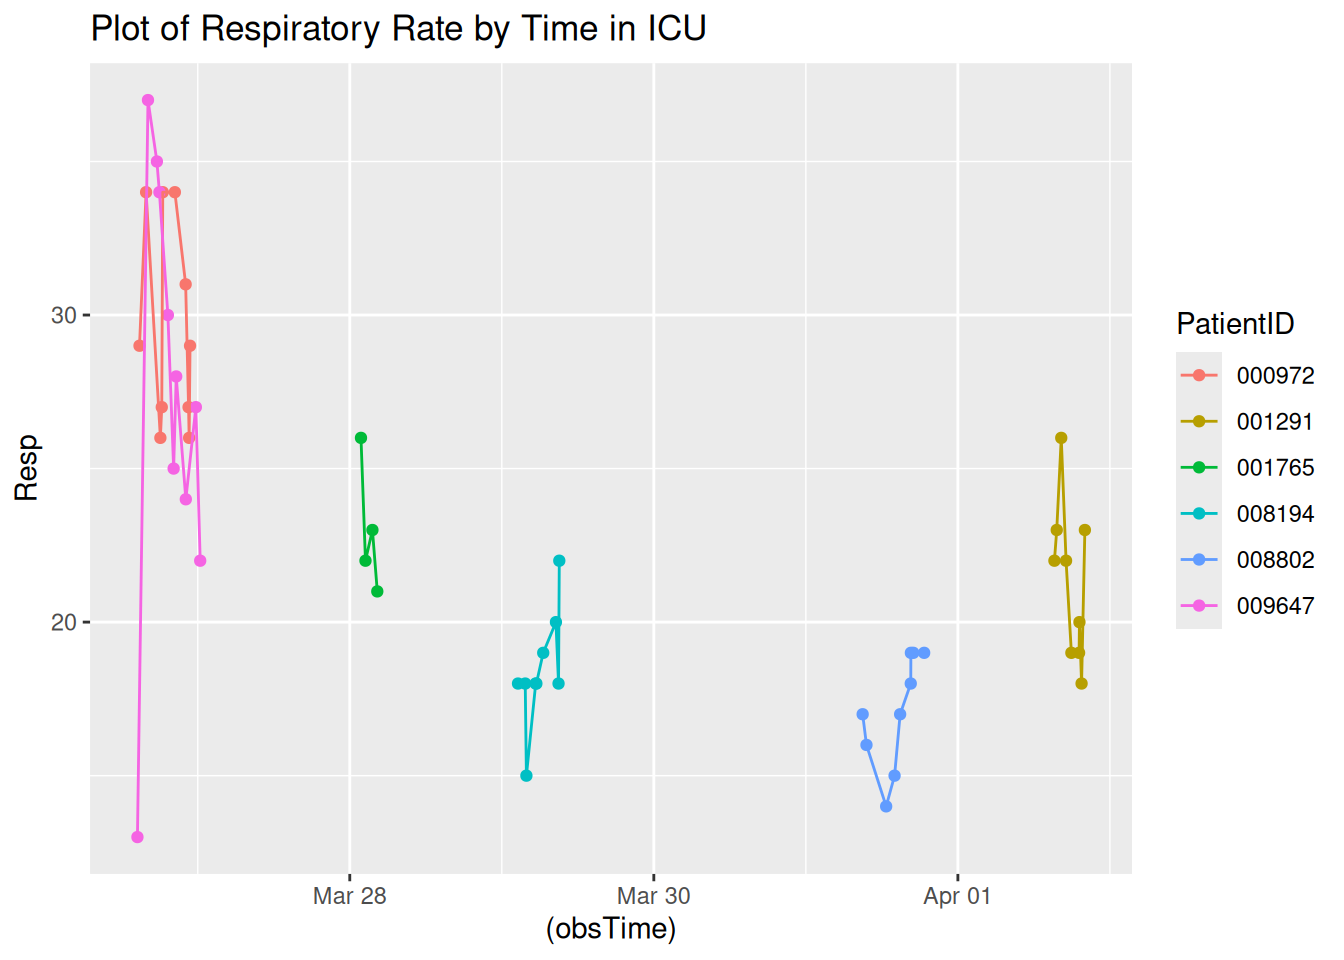 Plot of Respiratory Rate by Time in ICU
Resp
30
20
Mar 28
Mar 30
Apr 01
(obsTime)
PatientID
000972
001291
001765
008194
008802
009647